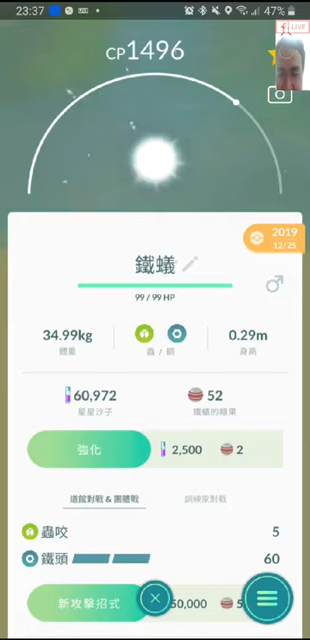 23:37 47%
LIVE
CP1496
2019
12/25
鐵蟻
99 / 99 HP
34.99kg 0.29m
體重 蟲 / 鋼 身高
60,972 52
星星沙子 鐵蟻的糖果
強化 2,500 2
道館對戰 & 團體戰 訓練家對戰
蟲咬 5
鐵頭 60
新攻擊招式 50,000 5